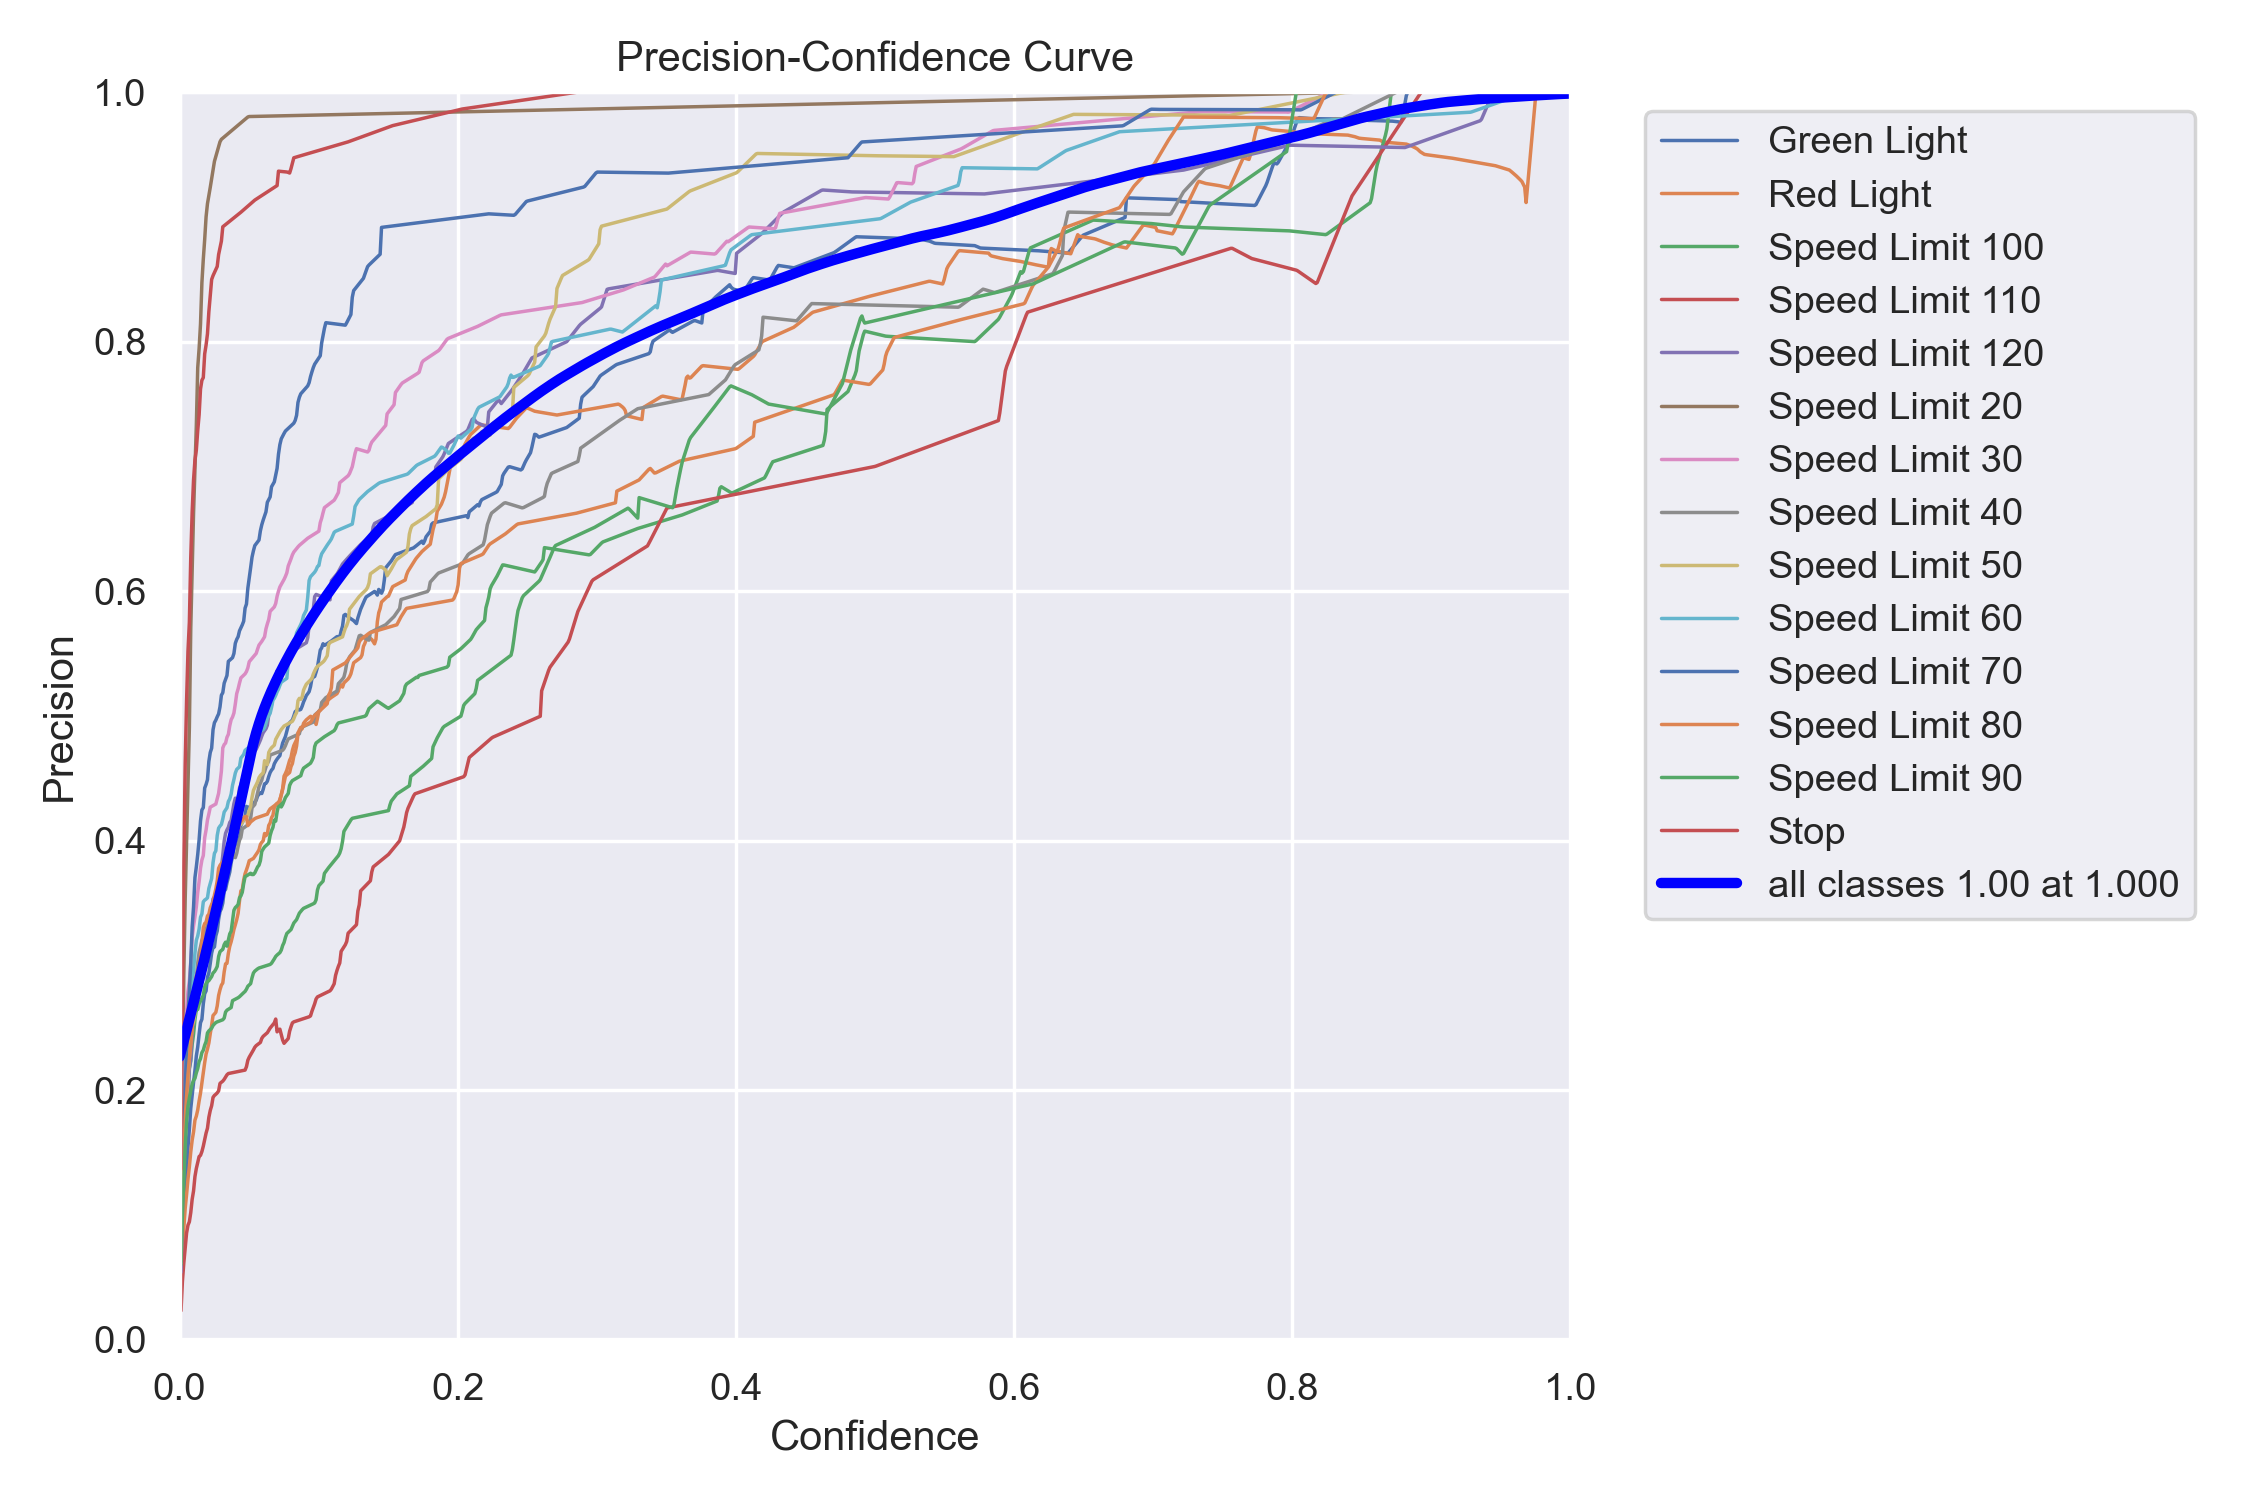 Precision-Confidence Curve
1.0
0.8
0.6
0.4
0.2
0.0
Precision
0.0 0.2 0.4 0.6 0.8 1.0
Confidence
Green Light
Red Light
Speed Limit 100
Speed Limit 110
Speed Limit 120
Speed Limit 20
Speed Limit 30
Speed Limit 40
Speed Limit 50
Speed Limit 60
Speed Limit 70
Speed Limit 80
Speed Limit 90
Stop
all classes 1.00 at 1.000